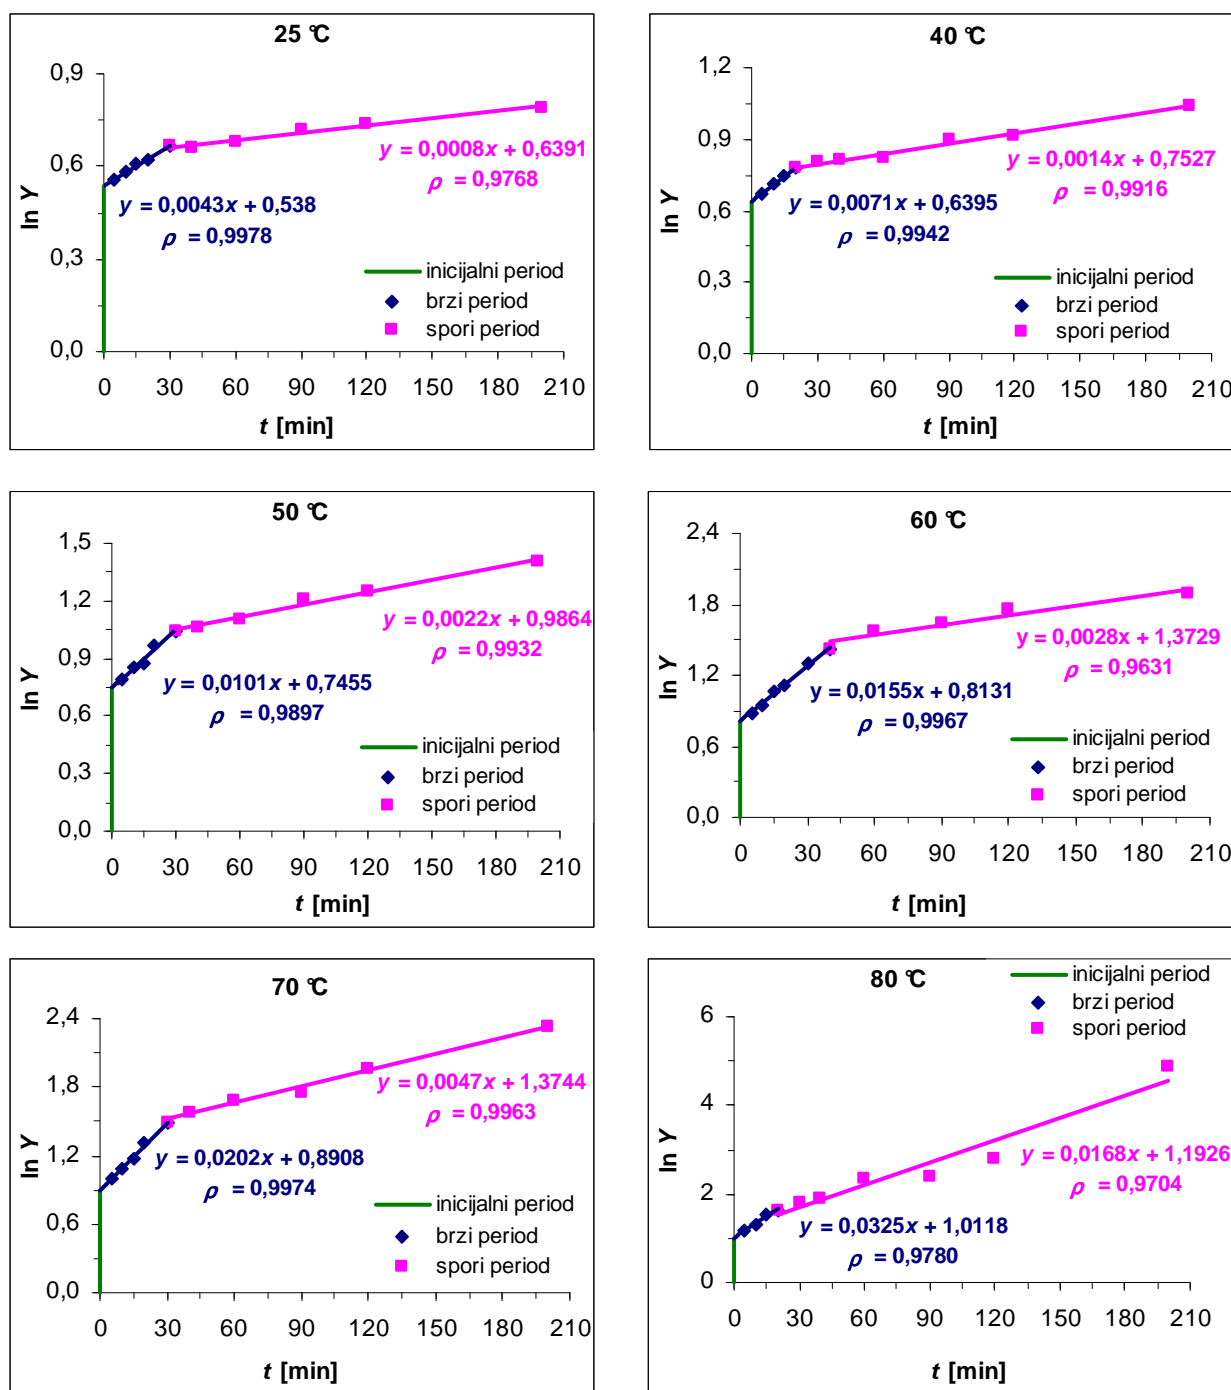 25 °C
0,9
0,6
0,3
0,0
ln Y
y = 0,0008x + 0,6391
ρ = 0,9768
y = 0,0043x + 0,538
ρ = 0,9978
inicijalni period
brzi period
spori period
0 30 60 90 120 150 180 210
t [min]
40 °C
1,2
0,9
0,6
0,3
0,0
ln Y
y = 0,0014x + 0,7527
ρ = 0,9916
y = 0,0071x + 0,6395
ρ = 0,9942
inicijalni period
brzi period
spori period
0 30 60 90 120 150 180 210
t [min]
50 °C
1,5
1,2
0,9
0,6
0,3
0,0
ln Y
y = 0,0022x + 0,9864
ρ = 0,9932
y = 0,0101x + 0,7455
ρ = 0,9897
inicijalni period
brzi period
spori period
0 30 60 90 120 150 180 210
t [min]
60 °C
2,4
1,8
1,2
0,6
0,0
ln Y
y = 0,0028x + 1,3729
ρ = 0,9631
y = 0,0155x + 0,8131
ρ = 0,9967
inicijalni period
brzi period
spori period
0 30 60 90 120 150 180 210
t [min]
70 °C
2,4
1,8
1,2
0,6
0,0
ln Y
y = 0,0047x + 1,3744
ρ = 0,9963
y = 0,0202x + 0,8908
ρ = 0,9974
inicijalni period
brzi period
spori period
0 30 60 90 120 150 180 210
t [min]
80 °C
inicijalni period
brzi period
spori period
6
4
2
0
ln Y
y = 0,0168x + 1,1926
ρ = 0,9704
y = 0,0325x + 1,0118
ρ = 0,9780
0 30 60 90 120 150 180 210
t [min]